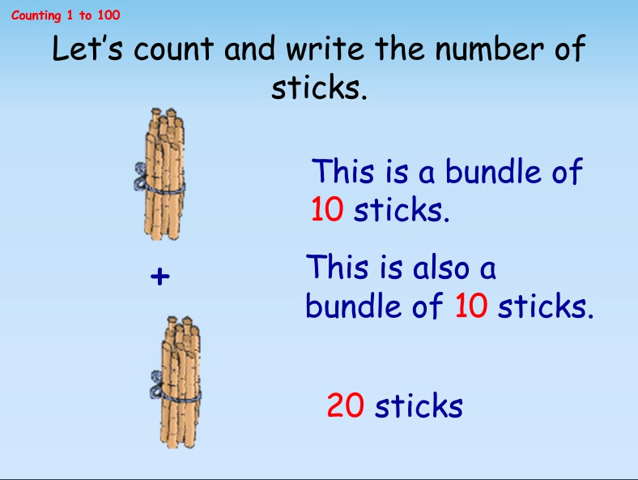 Counting 1 to 100
Let’s count and write the number of
sticks.
This is a bundle of
10 sticks.
+
This is also a
bundle of 10 sticks.
20 sticks